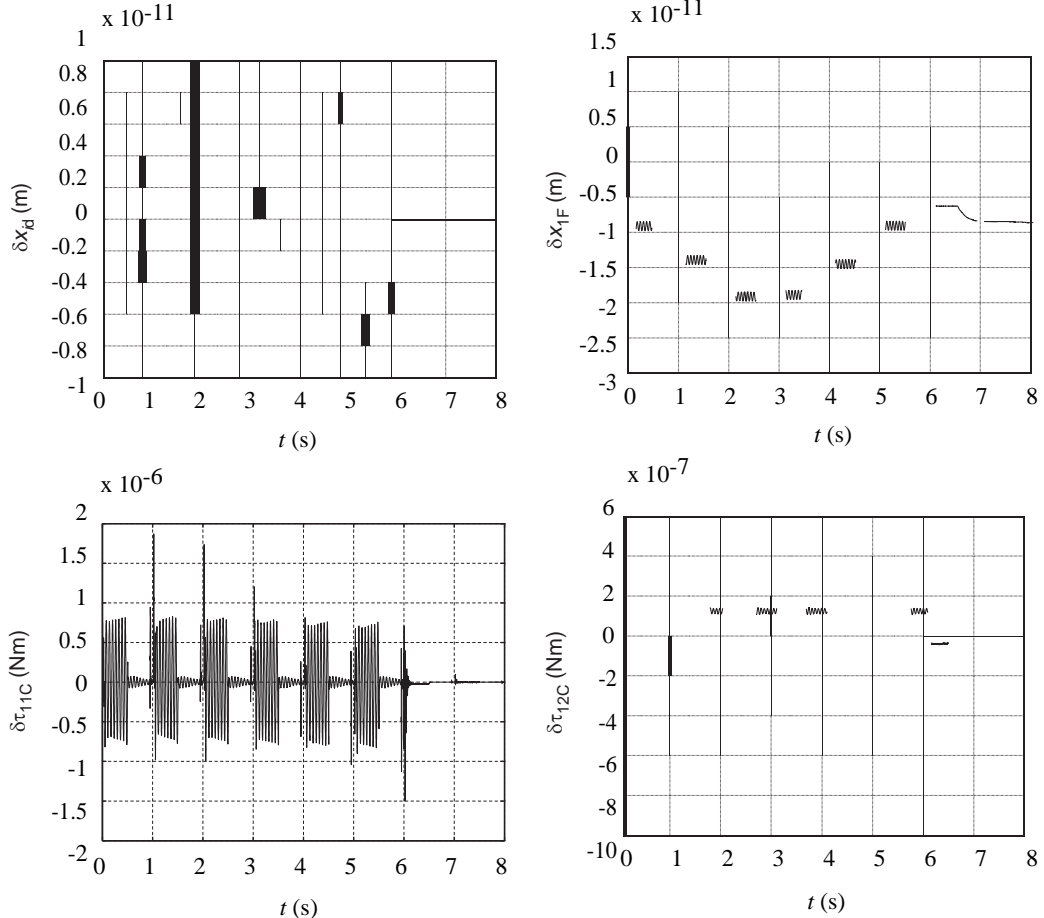 x 10-11
1
0.8
0.6
0.4
0.2
0
-0.2
-0.4
-0.6
-0.8
-1
0 1 2 3 4 5 6 7 8
δx_id (m)
t (s)
x 10-11
1.5
1
0.5
0
-0.5
-1
-1.5
-2
-2.5
-3
0 1 2 3 4 5 6 7 8
δx_1F (m)
t (s)
x 10-6
2
1.5
1
0.5
0
-0.5
-1
-1.5
-2
0 1 2 3 4 5 6 7 8
δτ_11C (Nm)
t (s)
x 10-7
6
4
2
0
-2
-4
-6
-8
-10
0 1 2 3 4 5 6 7 8
δτ_12C (Nm)
t (s)